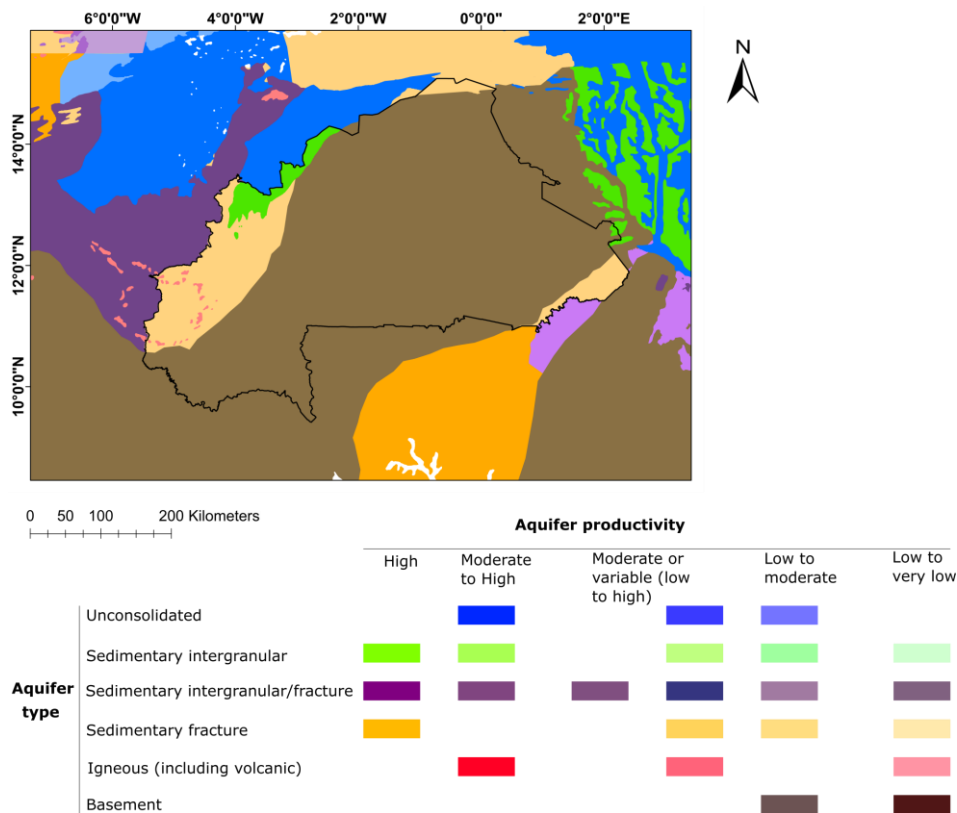 6°0'0"W 4°0'0"W 2°0'0"W 0°0'0" 2°0'0"E
N
14°0'0"N
12°0'0"N
10°0'0"N
0 50 100 200 Kilometers
Aquifer productivity
High
Moderate
to High
Moderate or
variable (low
to high)
Low to
moderate
Low to
very low
Aquifer
type
Unconsolidated
Sedimentary intergranular
Sedimentary intergranular/fracture
Sedimentary fracture
Igneous (including volcanic)
Basement